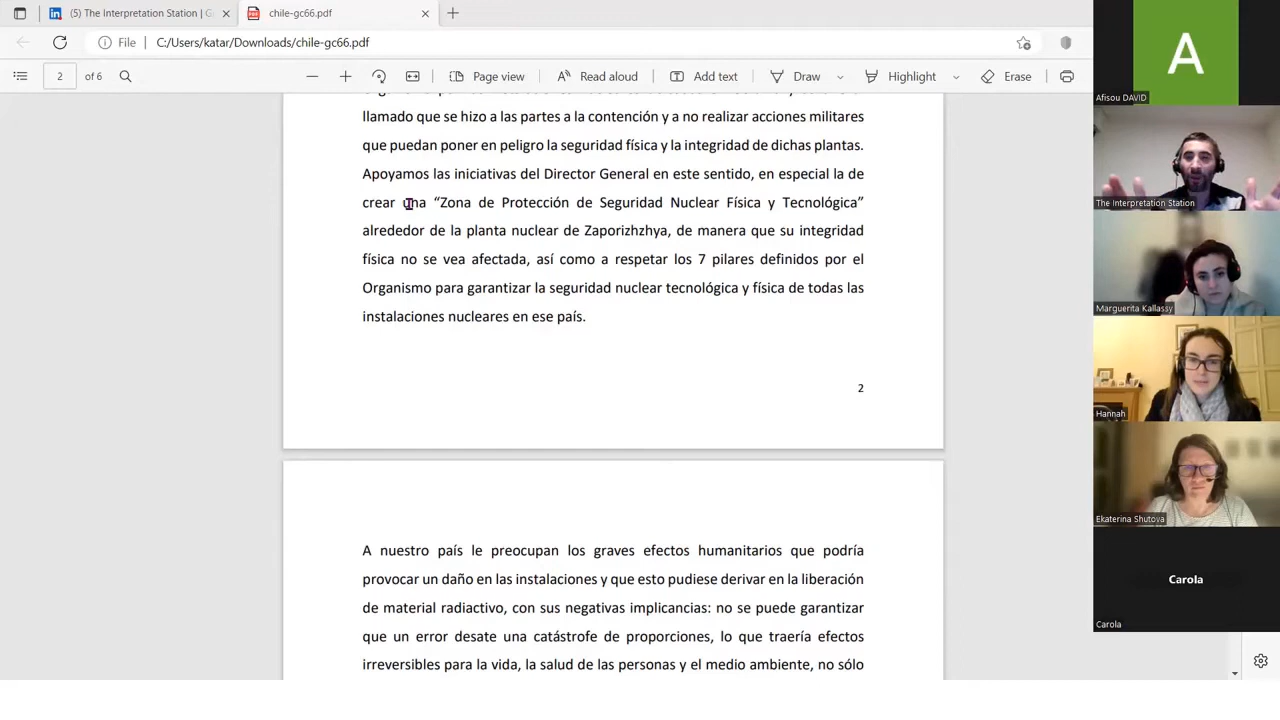 (5) The Interpretation Station | G
chile-gc66.pdf
File
C:/Users/katar/Downloads/chile-gc66.pdf
2
of 6
Page view
Read aloud
Add text
Draw
Highlight
Erase
llamado que se hizo a las partes a la contención y a no realizar acciones militares
que puedan poner en peligro la seguridad física y la integridad de dichas plantas.
Apoyamos las iniciativas del Director General en este sentido, en especial la de
crear una “Zona de Protección de Seguridad Nuclear Física y Tecnológica”
alrededor de la planta nuclear de Zaporizhzhya, de manera que su integridad
física no se vea afectada, así como a respetar los 7 pilares definidos por el
Organismo para garantizar la seguridad nuclear tecnológica y física de todas las
instalaciones nucleares en ese país.
2
A nuestro país le preocupan los graves efectos humanitarios que podría
provocar un daño en las instalaciones y que esto pudiese derivar en la liberación
de material radiactivo, con sus negativas implicancias: no se puede garantizar
que un error desate una catástrofe de proporciones, lo que traería efectos
irreversibles para la vida, la salud de las personas y el medio ambiente, no sólo
A
Afisou DAVID
The Interpretation Station
Marguerita Kallassy
Hannah
Ekaterina Shutova
Carola
Carola